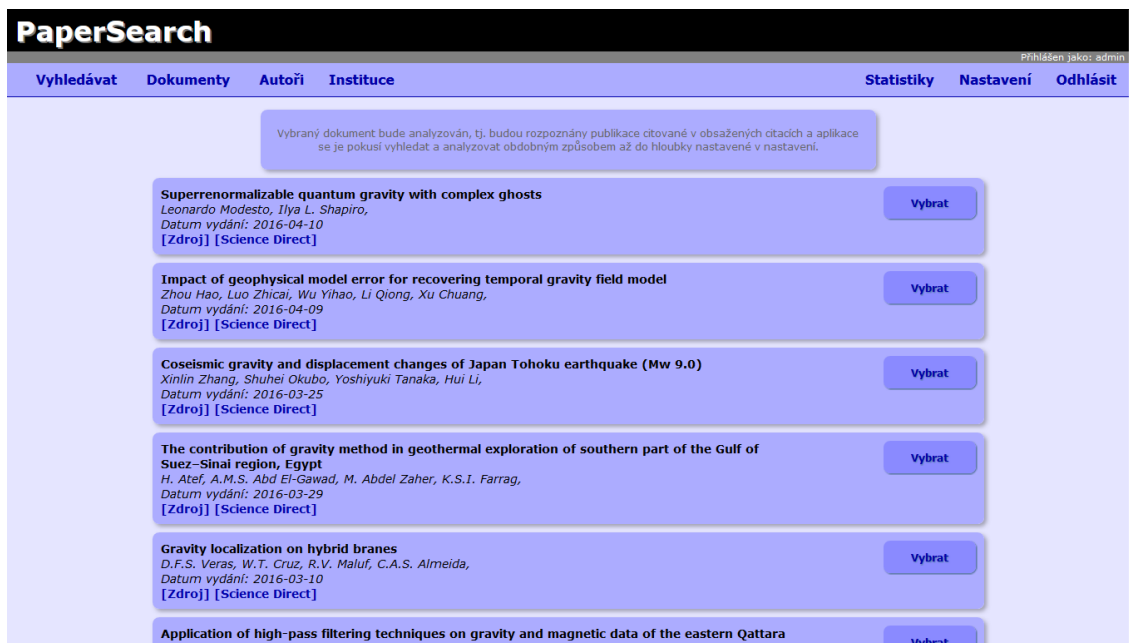 PaperSearch
Přihlášen jako: admin
Vyhledávat Dokumenty Autoři Instituce Statistiky Nastavení Odhlásit
Vybraný dokument bude analyzován, tj. budou rozpoznány publikace citované v obsažených citacích a aplikace
se je pokusí vyhledat a analyzovat obdobným způsobem až do hloubky nastavené v nastavení.
Superrenormalizable quantum gravity with complex ghosts
Leonardo Modesto, Ilya L. Shapiro,
Datum vydání: 2016-04-10
[Zdroj] [Science Direct]
Vybrat
Impact of geophysical model error for recovering temporal gravity field model
Zhou Hao, Luo Zhicai, Wu Yihao, Li Qiong, Xu Chuang,
Datum vydání: 2016-04-09
[Zdroj] [Science Direct]
Vybrat
Coseismic gravity and displacement changes of Japan Tohoku earthquake (Mw 9.0)
Xinlin Zhang, Shuhei Okubo, Yoshiyuki Tanaka, Hui Li,
Datum vydání: 2016-03-25
[Zdroj] [Science Direct]
Vybrat
The contribution of gravity method in geothermal exploration of southern part of the Gulf of
Suez–Sinai region, Egypt
H. Atef, A.M.S. Abd El-Gawad, M. Abdel Zaher, K.S.I. Farrag,
Datum vydání: 2016-03-29
[Zdroj] [Science Direct]
Vybrat
Gravity localization on hybrid branes
D.F.S. Veras, W.T. Cruz, R.V. Maluf, C.A.S. Almeida,
Datum vydání: 2016-03-10
[Zdroj] [Science Direct]
Vybrat
Application of high-pass filtering techniques on gravity and magnetic data of the eastern Qattara
Vybrat